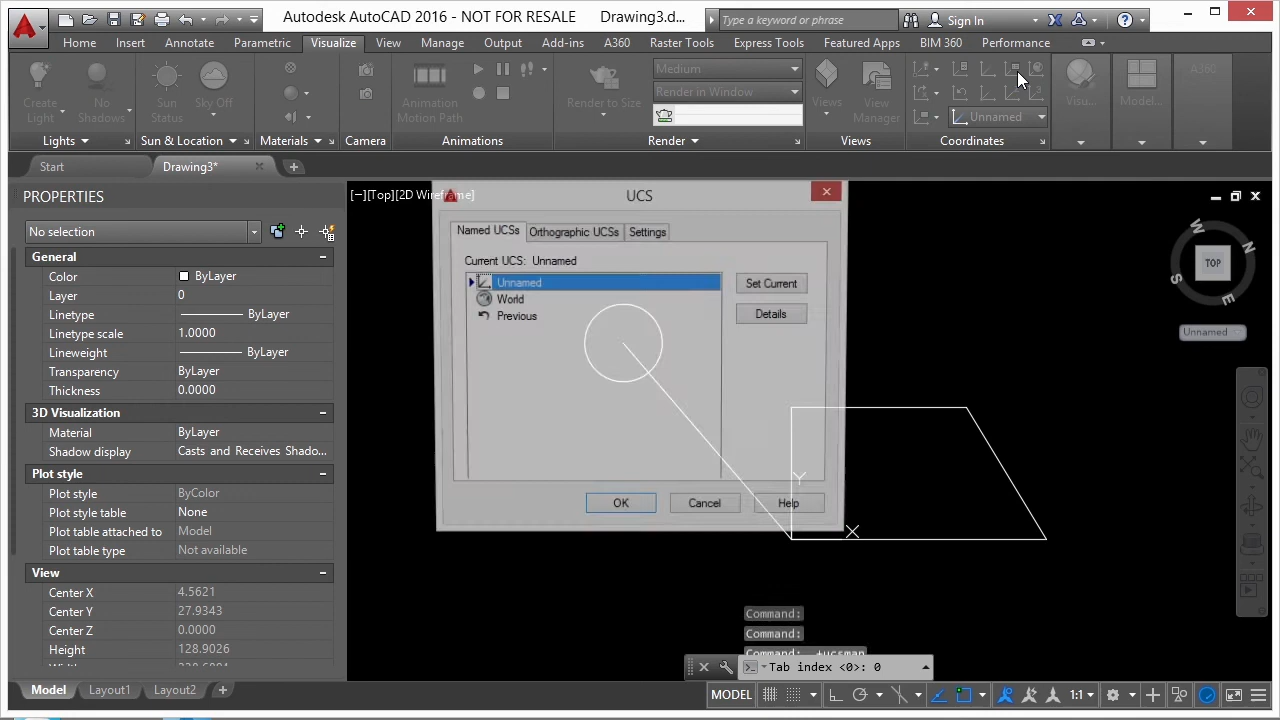 Autodesk AutoCAD 2016 - NOT FOR RESALE Drawing3.d... Type a keyword or phrase Sign In
Home Insert Annotate Parametric Visualize View Manage Output Add-ins A360 Raster Tools Express Tools Featured Apps BIM 360 Performance
Create Light No Shadows Sun Status Sky Off Animation Motion Path Render to Size Medium Render in Window Views View Manager Unnamed Visu... Model... A360
Lights Sun & Location Materials Camera Animations Render Views Coordinates
Start Drawing3* +
PROPERTIES
No selection
General
Color ByLayer
Layer 0
Linetype ByLayer
Linetype scale 1.0000
Lineweight ByLayer
Transparency ByLayer
Thickness 0.0000
3D Visualization
Material ByLayer
Shadow display Casts and Receives Shado...
Plot style
Plot style ByColor
Plot style table None
Plot table attached to Model
Plot table type Not available
View
Center X 4.5621
Center Y 27.9343
Center Z 0.0000
Height 128.9026
[−][Top][2D Wireframe]
UCS
Named UCSs Orthographic UCSs Settings
Current UCS: Unnamed
Unnamed
World
Previous
Set Current
Details
OK Cancel Help
Y
X
W N
TOP
S E
Unnamed
Command:
Command:
Command: _+ucsman
Tab index <0>: 0
Model Layout1 Layout2 +
MODEL 1:1